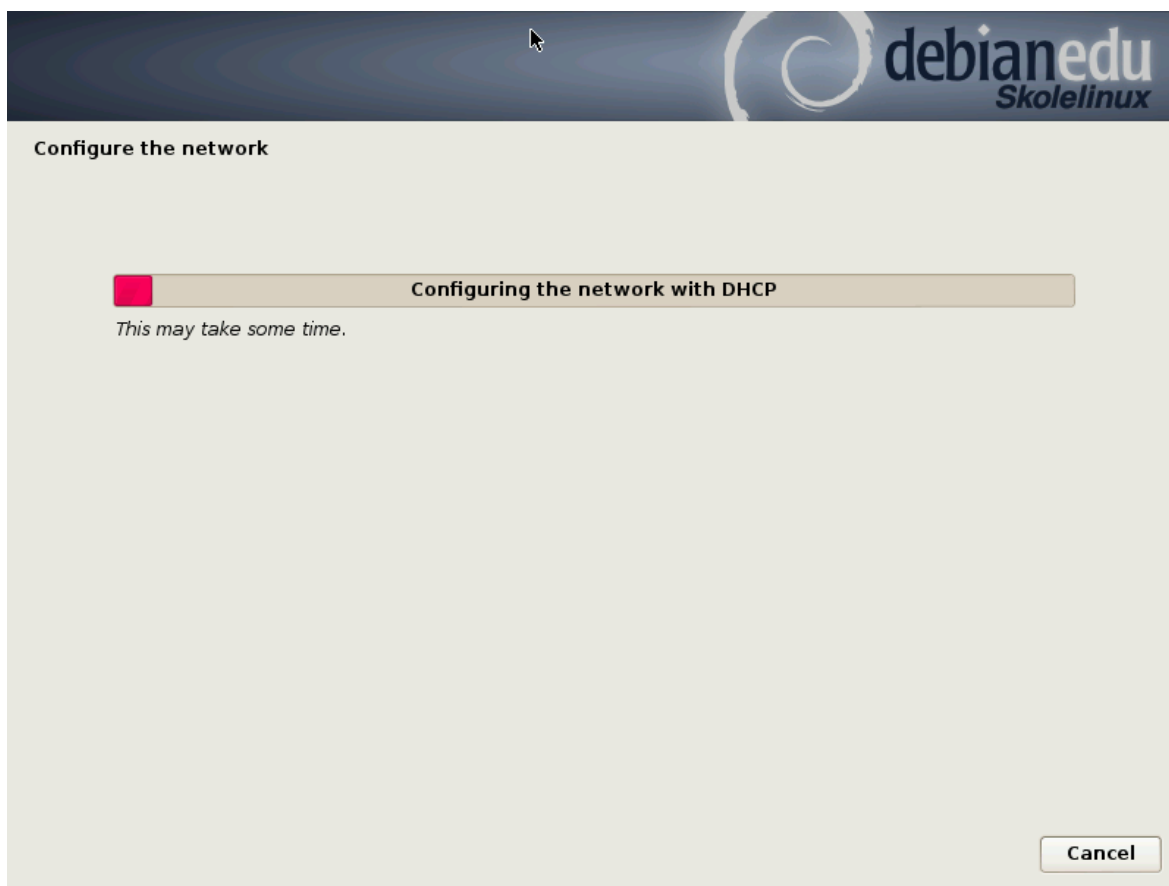 debianedu
Skolelinux
Configure the network
Configuring the network with DHCP
This may take some time.
Cancel